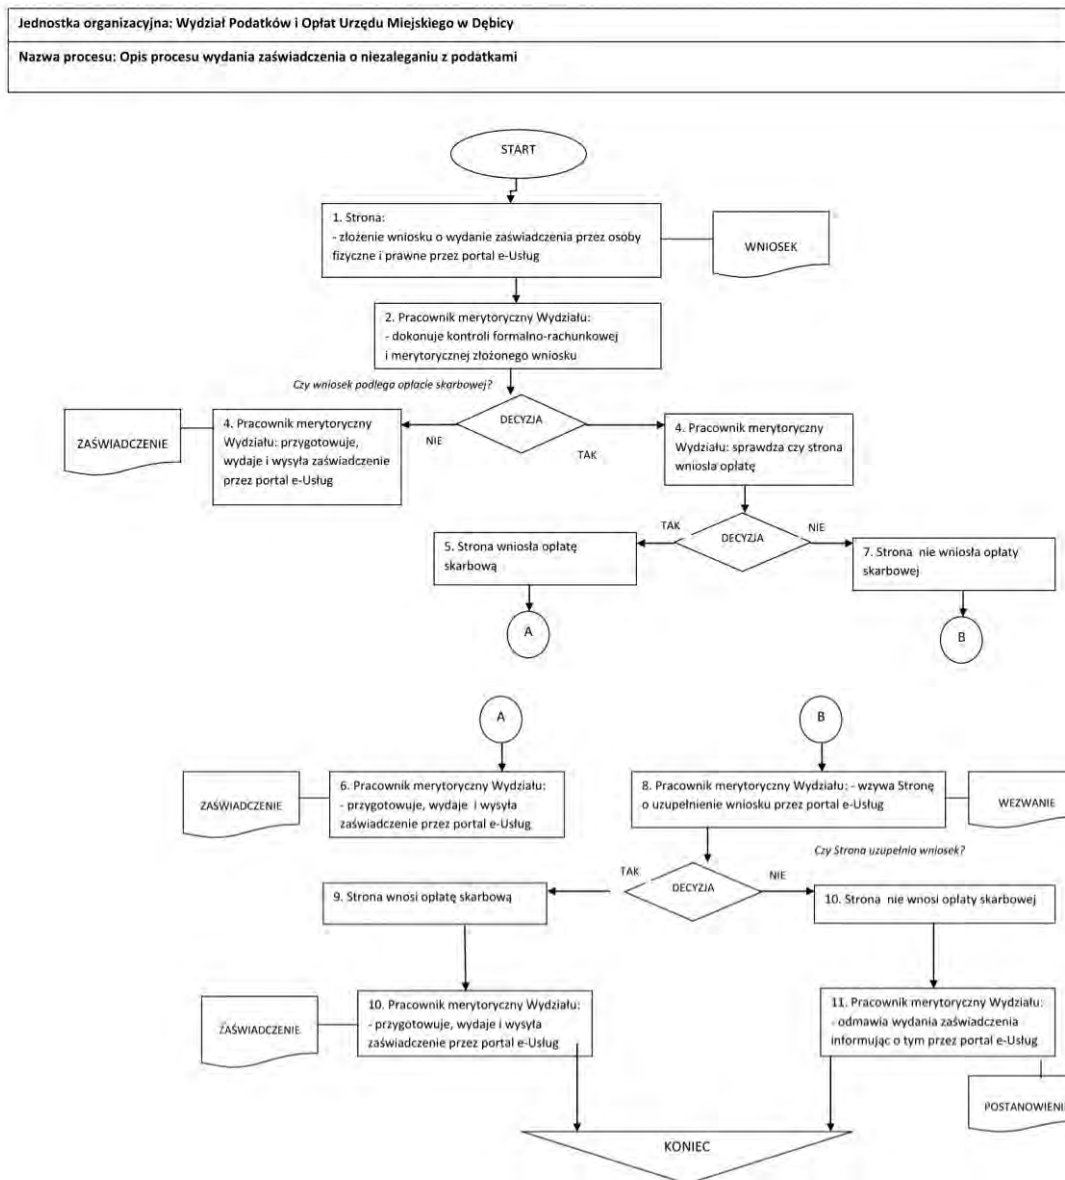 Jednostka organizacyjna: Wydział Podatków i Opłat Urzędu Miejskiego w Dębicy
Nazwa procesu: Opis procesu wydania zaświadczenia o niezaleganiu z podatkami
START
1. Strona:
- złożenie wniosku o wydanie zaświadczenia przez osoby
fizyczne i prawne przez portal e-Usług
WNIOSEK
2. Pracownik merytoryczny Wydziału:
- dokonuje kontroli formalno-rachunkowej
i merytorycznej złożonego wniosku
Czy wniosek podlega opłacie skarbowej?
DECYZJA
NIE
TAK
ZAŚWIADCZENIE
4. Pracownik merytoryczny
Wydziału: przygotowuje,
wydaje i wysyła zaświadczenie
przez portal e-Usług
4. Pracownik merytoryczny
Wydziału: sprawdza czy strona
wniosła opłatę
TAK
DECYZJA
NIE
5. Strona wniosła opłatę
skarbową
7. Strona nie wniosła opłaty
skarbowej
A
B
A
B
ZAŚWIADCZENIE
6. Pracownik merytoryczny Wydziału:
- przygotowuje, wydaje i wysyła
zaświadczenie przez portal e-Usług
8. Pracownik merytoryczny Wydziału: - wzywa Stronę
o uzupełnienie wniosku przez portal e-Usług
WEZWANIE
Czy Strona uzupełnia wniosek?
TAK
DECYZJA
NIE
9. Strona wnosi opłatę skarbową
10. Strona nie wnosi opłaty skarbowej
ZAŚWIADCZENIE
10. Pracownik merytoryczny Wydziału:
- przygotowuje, wydaje i wysyła
zaświadczenie przez portal e-Usług
11. Pracownik merytoryczny Wydziału:
- odmawia wydania zaświadczenia
informując o tym przez portal e-Usług
POSTANOWIENIE
KONIEC